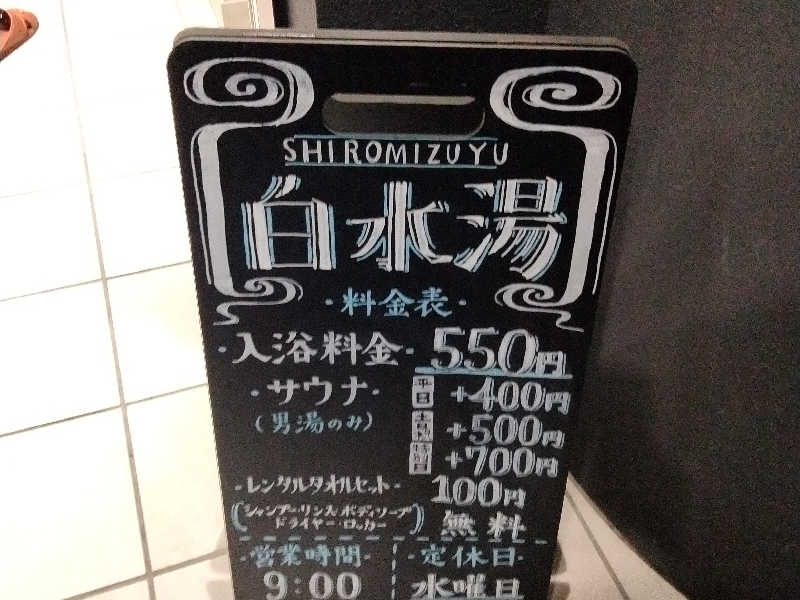 SHIROMIZUYU
白水湯
・料金表・
・入浴料金・ 550円
・サウナ・ 平日 +400円
(男湯のみ) +500円
特定日 +700円
・レンタルタオルセット・ 100円
(シャンプー・リンス・ボディソープ
ドライヤー・ロッカー) 無料
・営業時間・ ・定休日・
9:00 水曜日